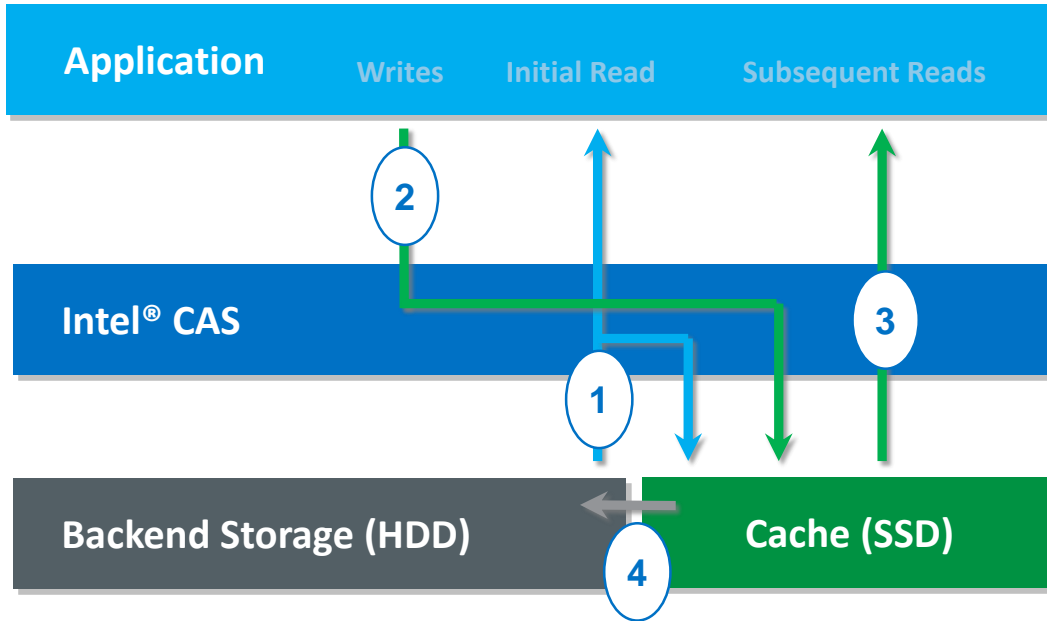 Application
Writes
Initial Read
Subsequent Reads
2
Intel® CAS
3
1
Backend Storage (HDD)
Cache (SSD)
4